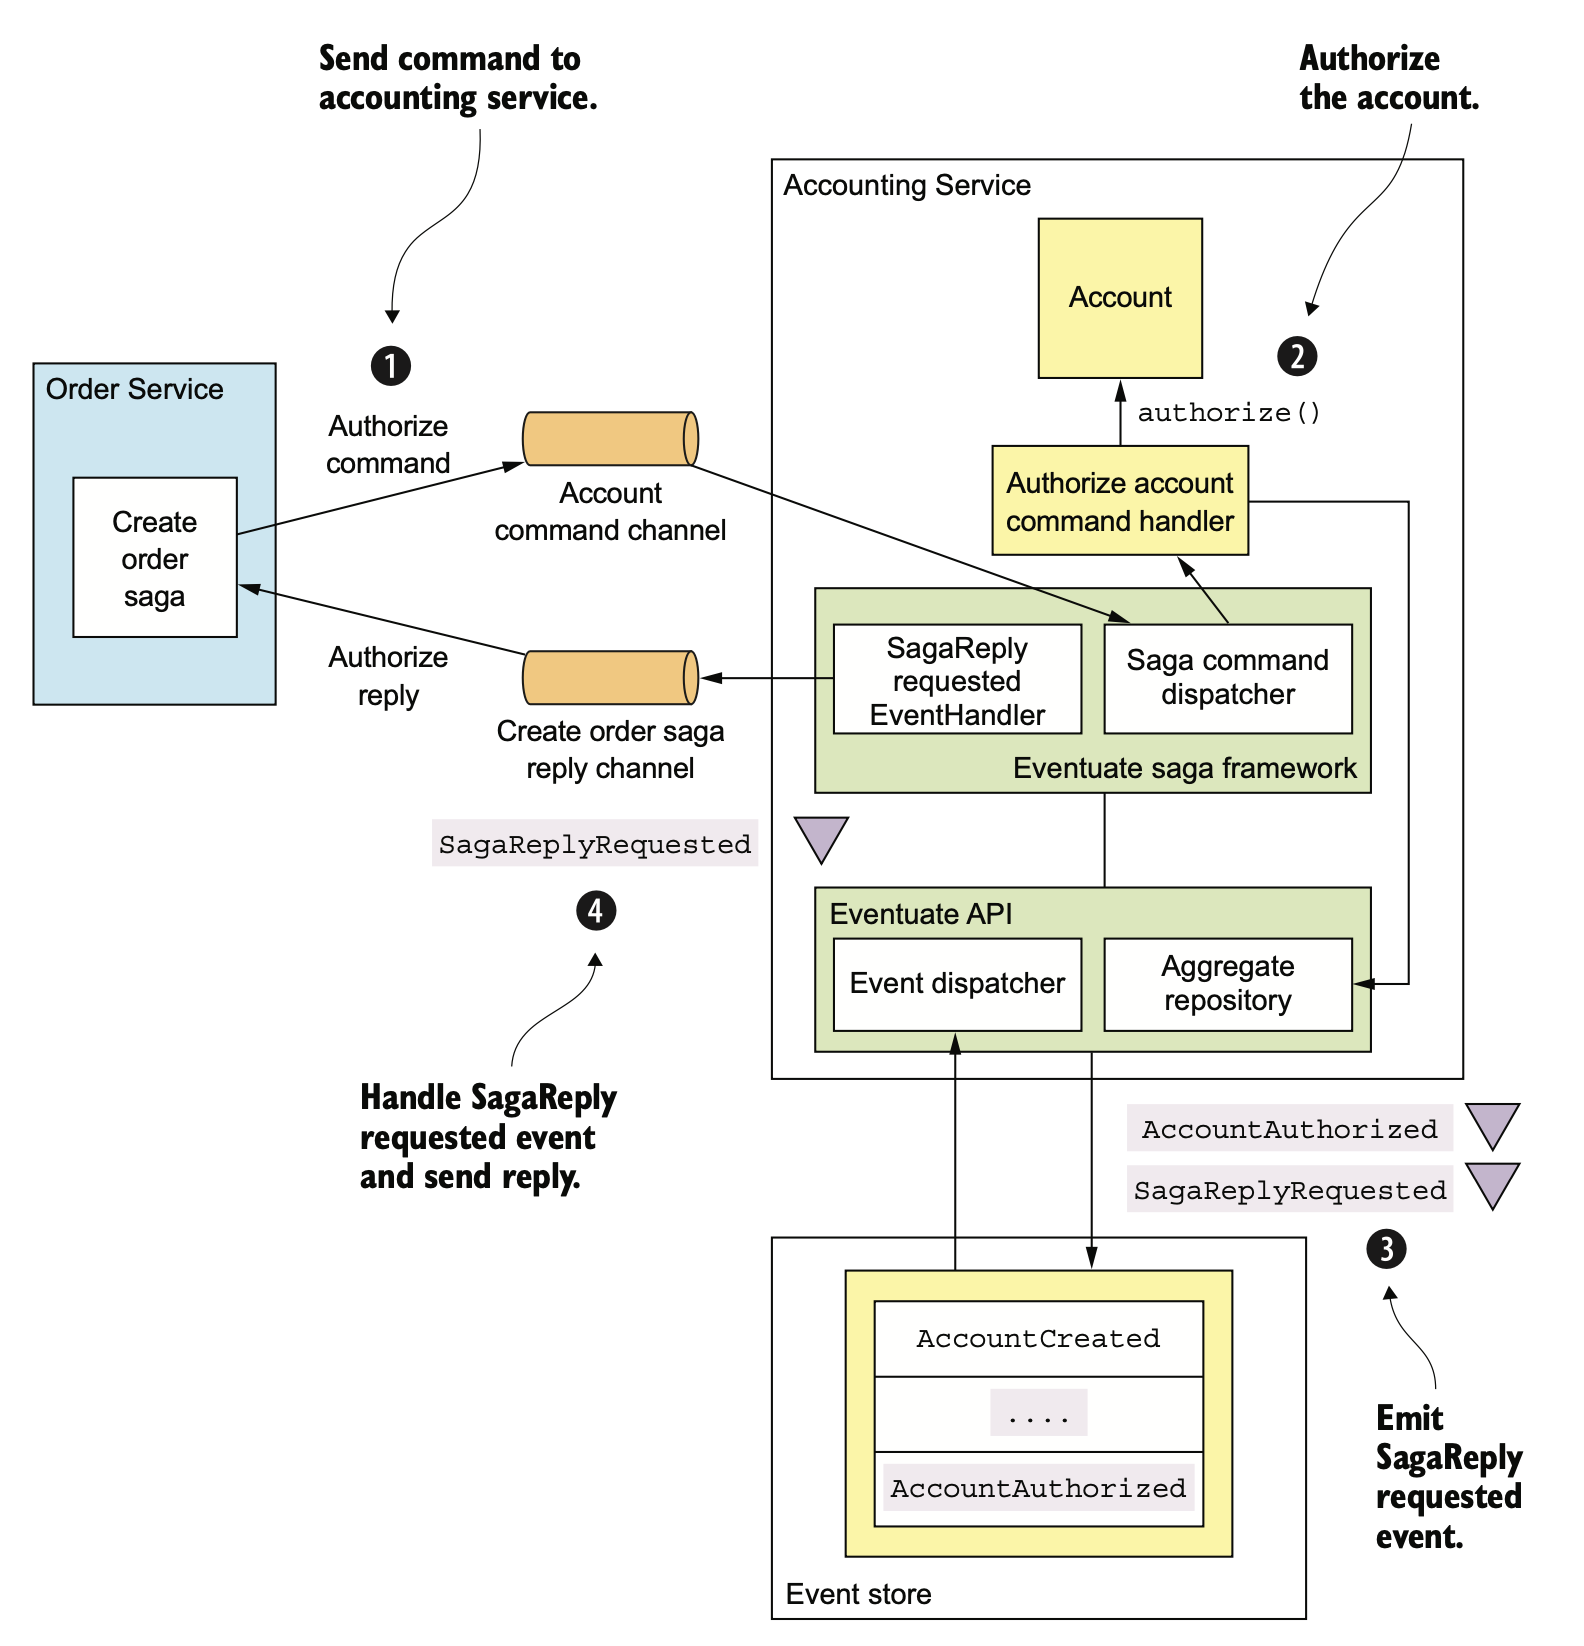 Send command to
accounting service.
Authorize
the account.
Accounting Service
Account
1
2
Order Service
authorize()
Authorize
command
Authorize account
command handler
Account
command channel
Create
order
saga
SagaReply
requested
EventHandler
Saga command
dispatcher
Authorize
reply
Create order saga
reply channel
Eventuate saga framework
SagaReplyRequested
4
Eventuate API
Event dispatcher
Aggregate
repository
Handle SagaReply
requested event
and send reply.
AccountAuthorized
SagaReplyRequested
3
AccountCreated
....
AccountAuthorized
Emit
SagaReply
requested
event.
Event store